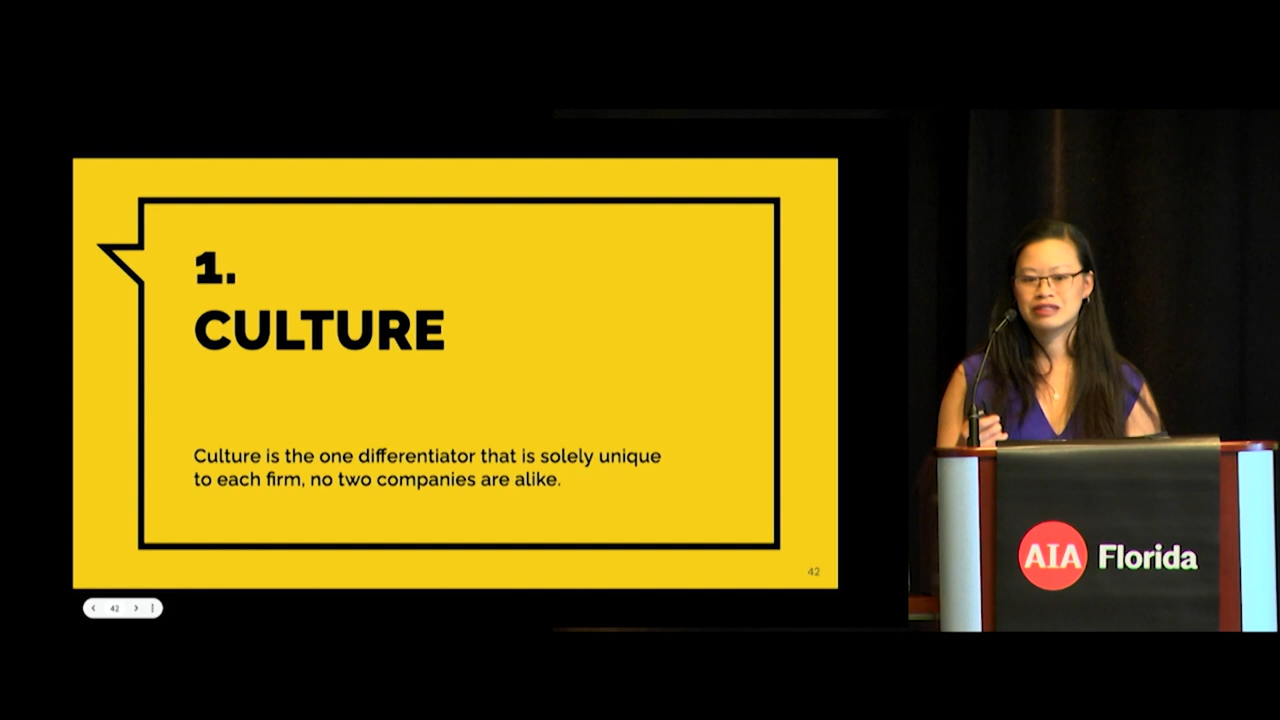 1.
CULTURE
Culture is the one differentiator that is solely unique
to each firm, no two companies are alike.
42
42
AIA Florida